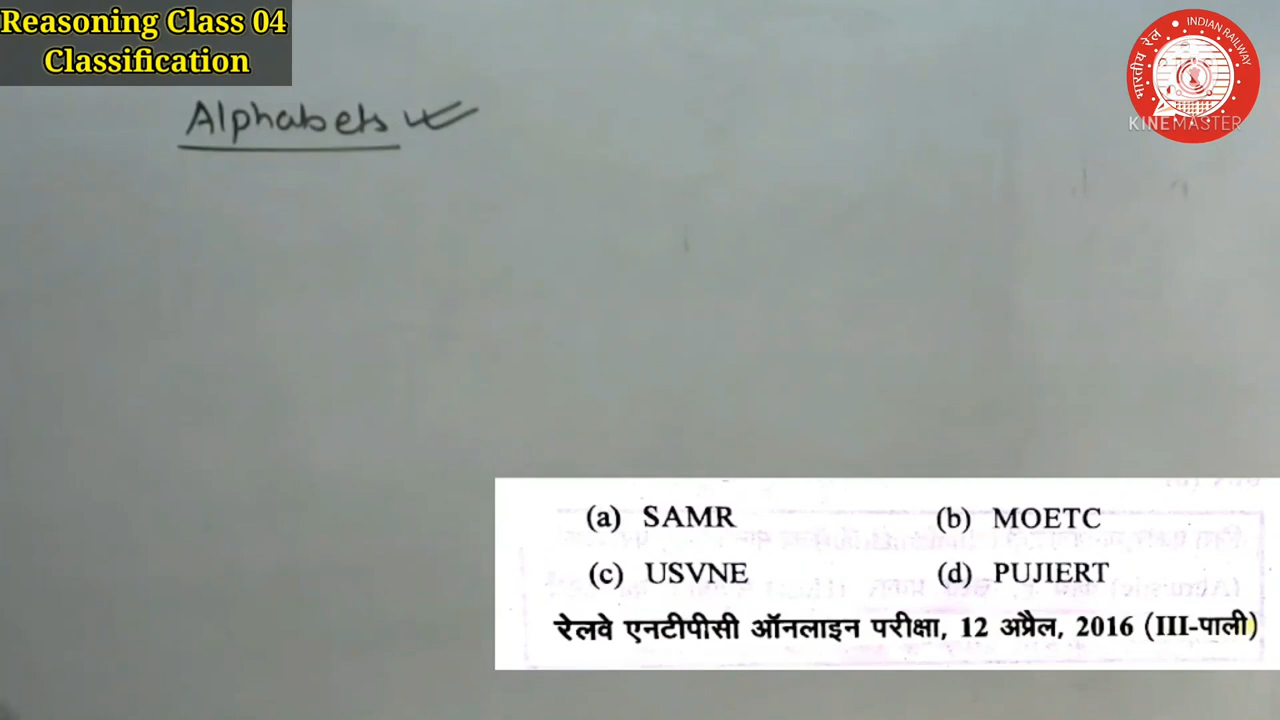 Reasoning Class 04
Classification
भारतीय रेल INDIAN RAILWAY
KINEMASTER
Alphabets
(a) SAMR (b) MOETC
(c) USVNE (d) PUJIERT
रेलवे एनटीपीसी ऑनलाइन परीक्षा, 12 अप्रैल, 2016 (III-पाली)